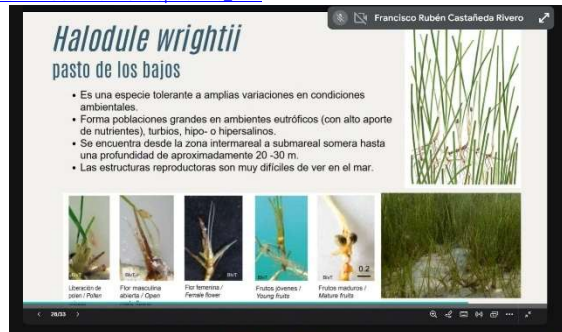 Francisco Rubén Castañeda Rivero
Halodule wrightii
pasto de los bajos
• Es una especie tolerante a amplias variaciones en condiciones
ambientales.
• Forma poblaciones grandes en ambientes eutróficos (con alto aporte
de nutrientes), turbios, hipo- o hipersalinos.
• Se encuentra desde la zona intermareal a submareal somera hasta
una profundidad de aproximadamente 20 -30 m.
• Las estructuras reproductoras son muy difíciles de ver en el mar.
0.2
Liberación de
polen / Pollen
Flor masculina
abierta / Open
Flor femenina /
Female flower
Frutos jóvenes /
Young fruits
Frutos maduros /
Mature fruits
28/33